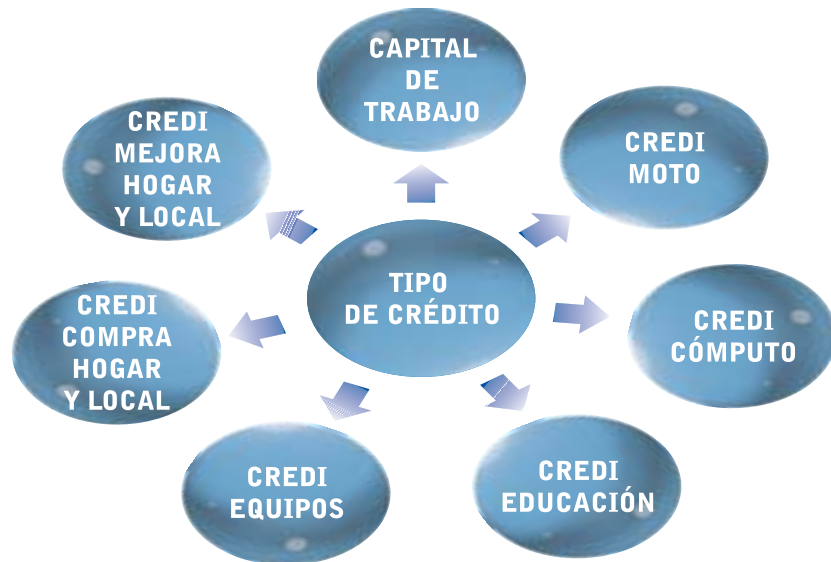 CAPITAL
DE
TRABAJO
CREDI
MEJORA
HOGAR
Y LOCAL
CREDI
MOTO
TIPO
DE CRÉDITO
CREDI
COMPRA
HOGAR
Y LOCAL
CREDI
CÓMPUTO
CREDI
EQUIPOS
CREDI
EDUCACIÓN